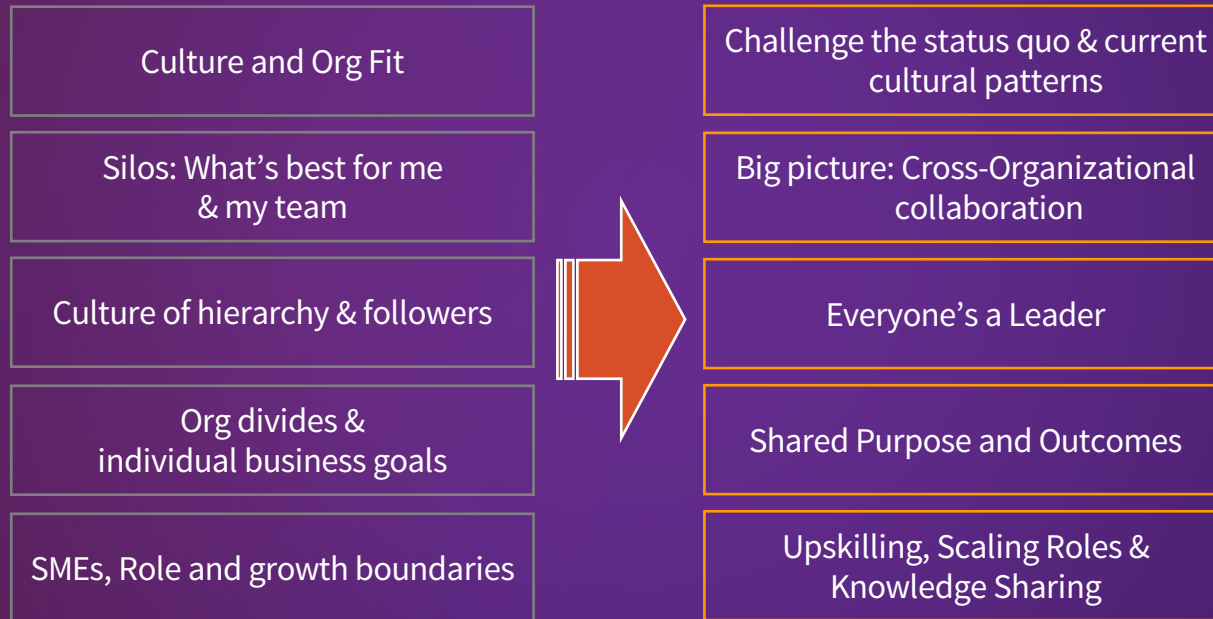 Culture and Org Fit
Silos: What’s best for me
& my team
Culture of hierarchy & followers
Org divides &
individual business goals
SMEs, Role and growth boundaries
Challenge the status quo & current
cultural patterns
Big picture: Cross-Organizational
collaboration
Everyone’s a Leader
Shared Purpose and Outcomes
Upskilling, Scaling Roles &
Knowledge Sharing